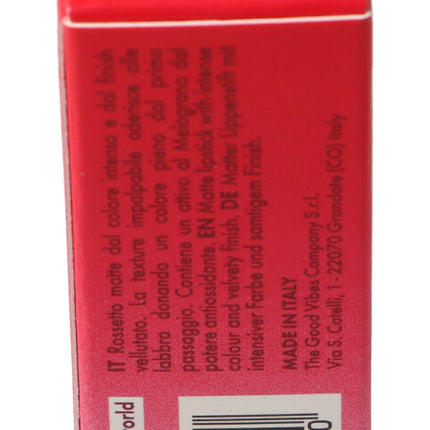 IT Rossetto matte dal colore intenso e dal finish
vellutato. La texture impalpabile aderisce alle
labbra donando un colore pieno dal primo
passaggio. Contiene un attivo al Melograno dal
potere antiossidante. EN Matte lipstick with intense
colour and velvety finish. DE Matter Lippenstift mit
intensiver Farbe und samtigem Finish.
MADE IN ITALY
The Good Vibes Company S.r.l.
Via S. Catelli, 1 - 22070 Grandate (CO) Italy
world
0